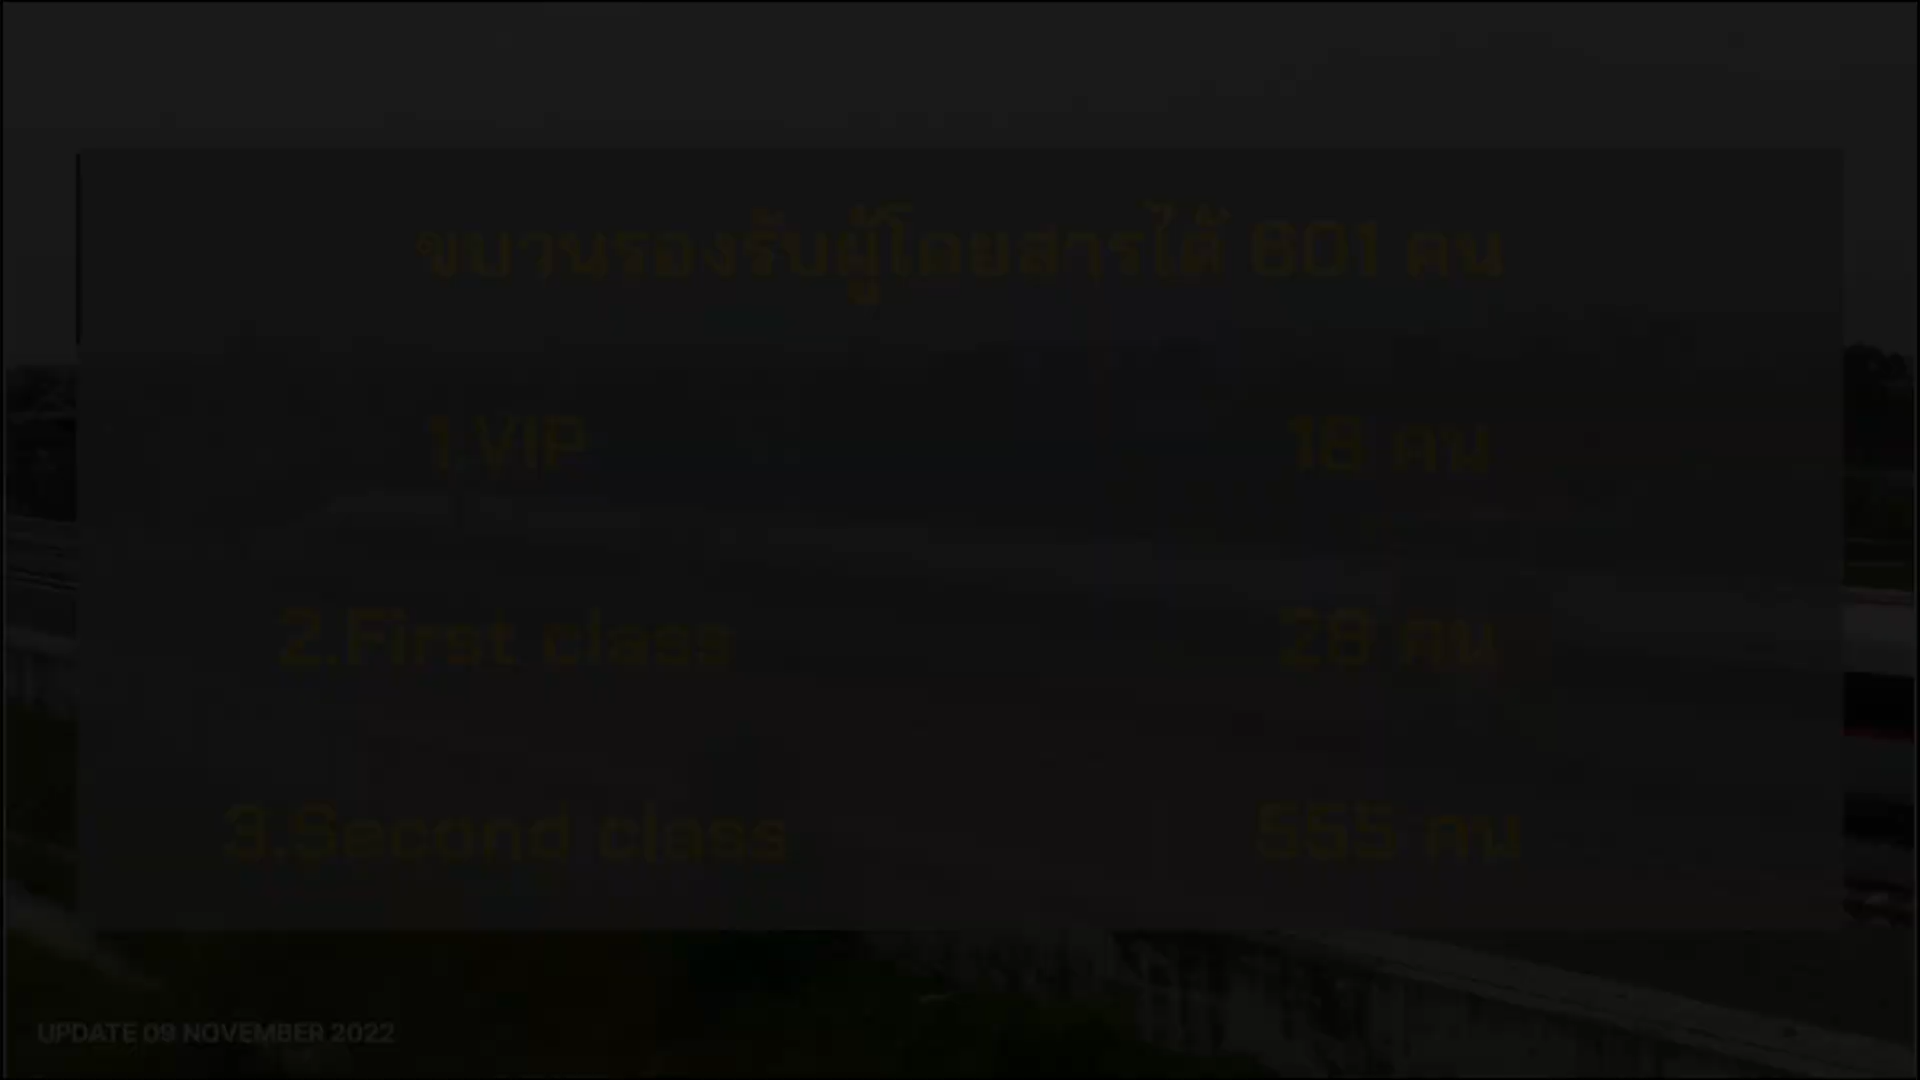 ขบวนรองรับผู้โดยสารได้ 601 คน
1.VIP 18 คน
2.First class 28 คน
3.Second class 555 คน
UPDATE 09 NOVEMBER 2022